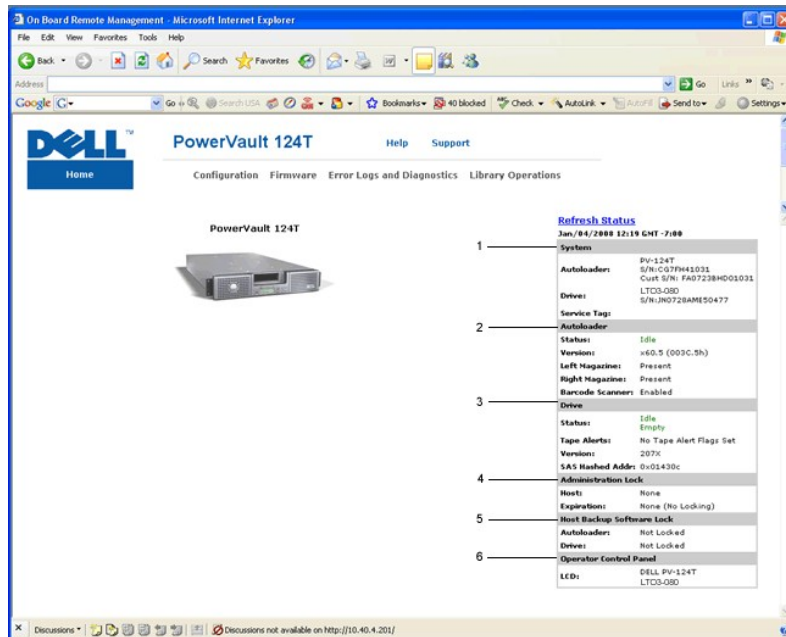 On Board Remote Management - Microsoft Internet Explorer
File Edit View Favorites Tools Help
Back Search Favorites
Address Go Links »
Google G Go Search USA Bookmarks 40 blocked Check AutoLink AutoFill Send to Settings
DELL™ PowerVault 124T Help Support
Home Configuration Firmware Error Logs and Diagnostics Library Operations
PowerVault 124T
Refresh Status
Jan/04/2008 12:19 GMT -7:00
1 System
Autoloader: PV-124T
S/N:CG7FH41031
Cust S/N: FA0723BHD01031
Drive: LTO3-080
S/N:JN0728AME50477
Service Tag:
2 Autoloader
Status: Idle
Version: x60.5 (003C.5h)
Left Magazine: Present
Right Magazine: Present
Barcode Scanner: Enabled
3 Drive
Status: Idle
Empty
Tape Alerts: No Tape Alert Flags Set
Version: 207X
SAS Hashed Addr: 0x01430c
4 Administration Lock
Host: None
Expiration: None (No Locking)
5 Host Backup Software Lock
Autoloader: Not Locked
Drive: Not Locked
6 Operator Control Panel
LCD: DELL PV-124T
LTO3-080
× Discussions Discussions not available on http://10.40.4.201/